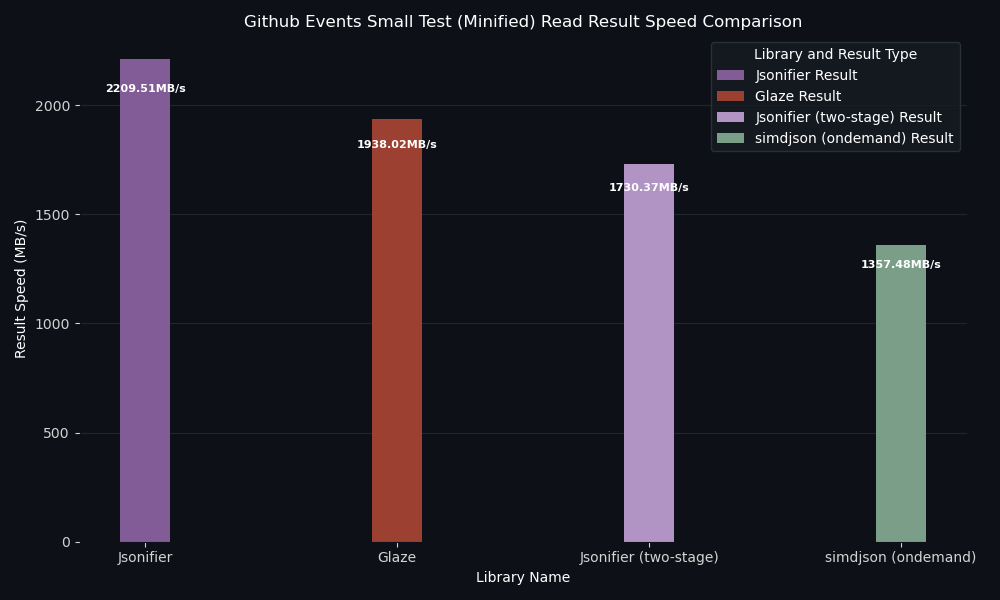 Github Events Small Test (Minified) Read Result Speed Comparison
Library and Result Type
Jsonifier Result
Glaze Result
Jsonifier (two-stage) Result
simdjson (ondemand) Result
2209.51MB/s
1938.02MB/s
1730.37MB/s
1357.48MB/s
Result Speed (MB/s)
2000
1500
1000
500
0
Jsonifier
Glaze
Jsonifier (two-stage)
simdjson (ondemand)
Library Name